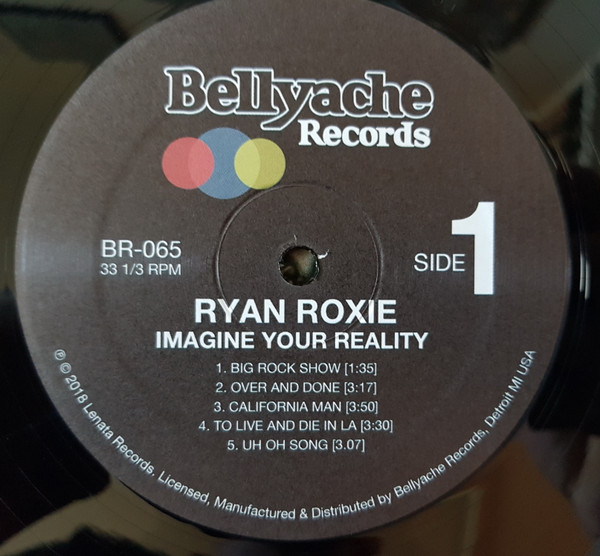 Bellyache
Records
BR-065
33 1/3 RPM
SIDE 1
RYAN ROXIE
IMAGINE YOUR REALITY
1. BIG ROCK SHOW [1:35]
2. OVER AND DONE [3:17]
3. CALIFORNIA MAN [3:50]
4. TO LIVE AND DIE IN LA [3:30]
5. UH OH SONG [3.07]
℗ © 2018 Lenata Records. Licensed, Manufactured & Distributed by Bellyache Records, Detroit MI USA